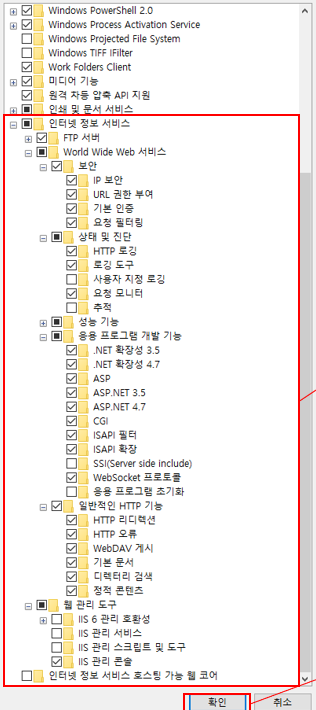 Windows PowerShell 2.0
Windows Process Activation Service
Windows Projected File System
Windows TIFF IFilter
Work Folders Client
미디어 기능
원격 차등 압축 API 지원
인쇄 및 문서 서비스
인터넷 정보 서비스
FTP 서버
World Wide Web 서비스
보안
IP 보안
URL 권한 부여
기본 인증
요청 필터링
상태 및 진단
HTTP 로깅
로깅 도구
사용자 지정 로깅
요청 모니터
추적
성능 기능
응용 프로그램 개발 기능
.NET 확장성 3.5
.NET 확장성 4.7
ASP
ASP.NET 3.5
ASP.NET 4.7
CGI
ISAPI 필터
ISAPI 확장
SSI(Server side include)
WebSocket 프로토콜
응용 프로그램 초기화
일반적인 HTTP 기능
HTTP 리디렉션
HTTP 오류
WebDAV 게시
기본 문서
디렉터리 검색
정적 콘텐츠
웹 관리 도구
IIS 6 관리 호환성
IIS 관리 서비스
IIS 관리 스크립트 및 도구
IIS 관리 콘솔
인터넷 정보 서비스 호스팅 가능 웹 코어
확인 취소